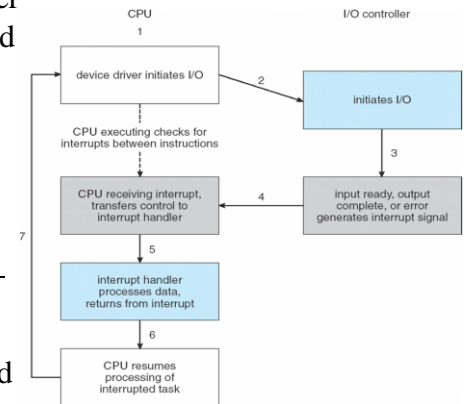 er
CPU
I/O controller
1
d
device driver initiates I/O
2
initiates I/O
CPU executing checks for
interrupts between instructions
3
CPU receiving interrupt,
transfers control to
interrupt handler
4
input ready, output
complete, or error
generates interrupt signal
7
5
interrupt handler
processes data,
returns from interrupt
6
CPU resumes
processing of
interrupted task
d